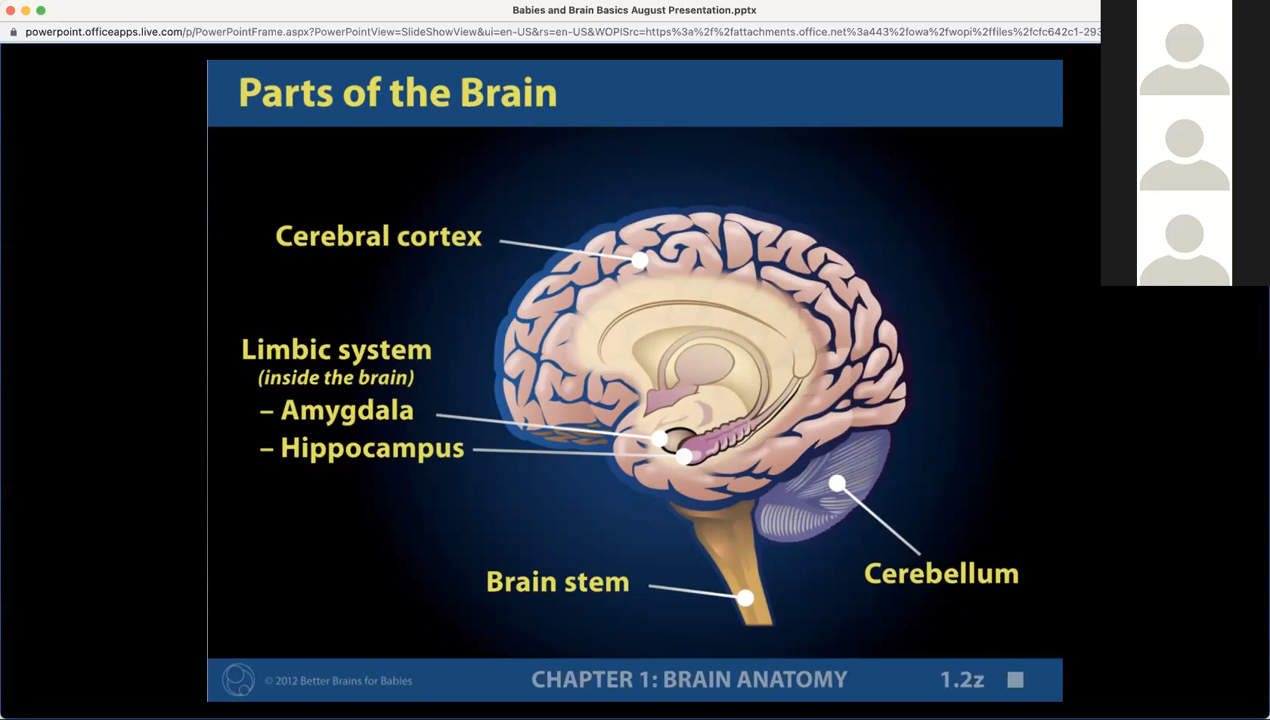 Babies and Brain Basics August Presentation.pptx
powerpoint.officeapps.live.com/p/PowerPointFrame.aspx?PowerPointView=SlideShowView&ui=en-US&rs=en-US&WOPISrc=https%3a%2f%2fattachments.office.net%3a443%2fowa%2fwopi%2ffiles%2fcfc642c1-293
Parts of the Brain
Cerebral cortex
Limbic system
(inside the brain)
– Amygdala
– Hippocampus
Cerebellum
Brain stem
© 2012 Better Brains for Babies
CHAPTER 1: BRAIN ANATOMY
1.2z